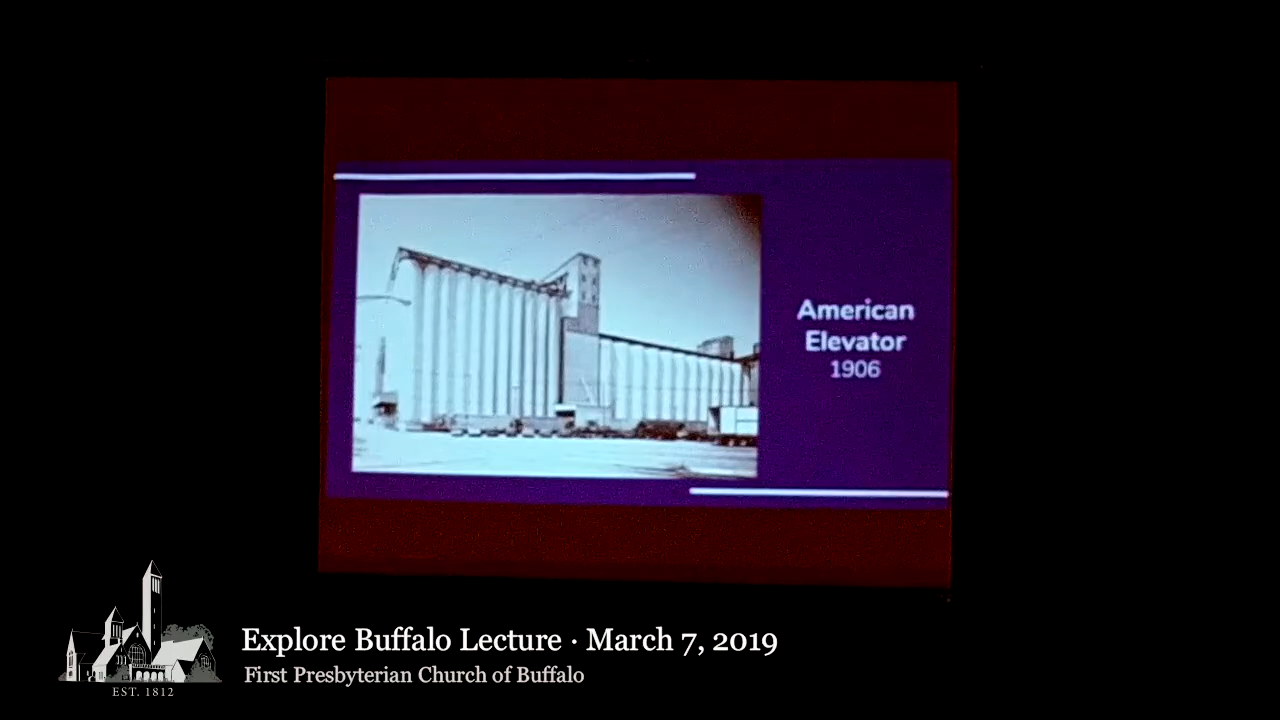 American
Elevator
1906
Explore Buffalo Lecture · March 7, 2019
First Presbyterian Church of Buffalo
EST. 1812